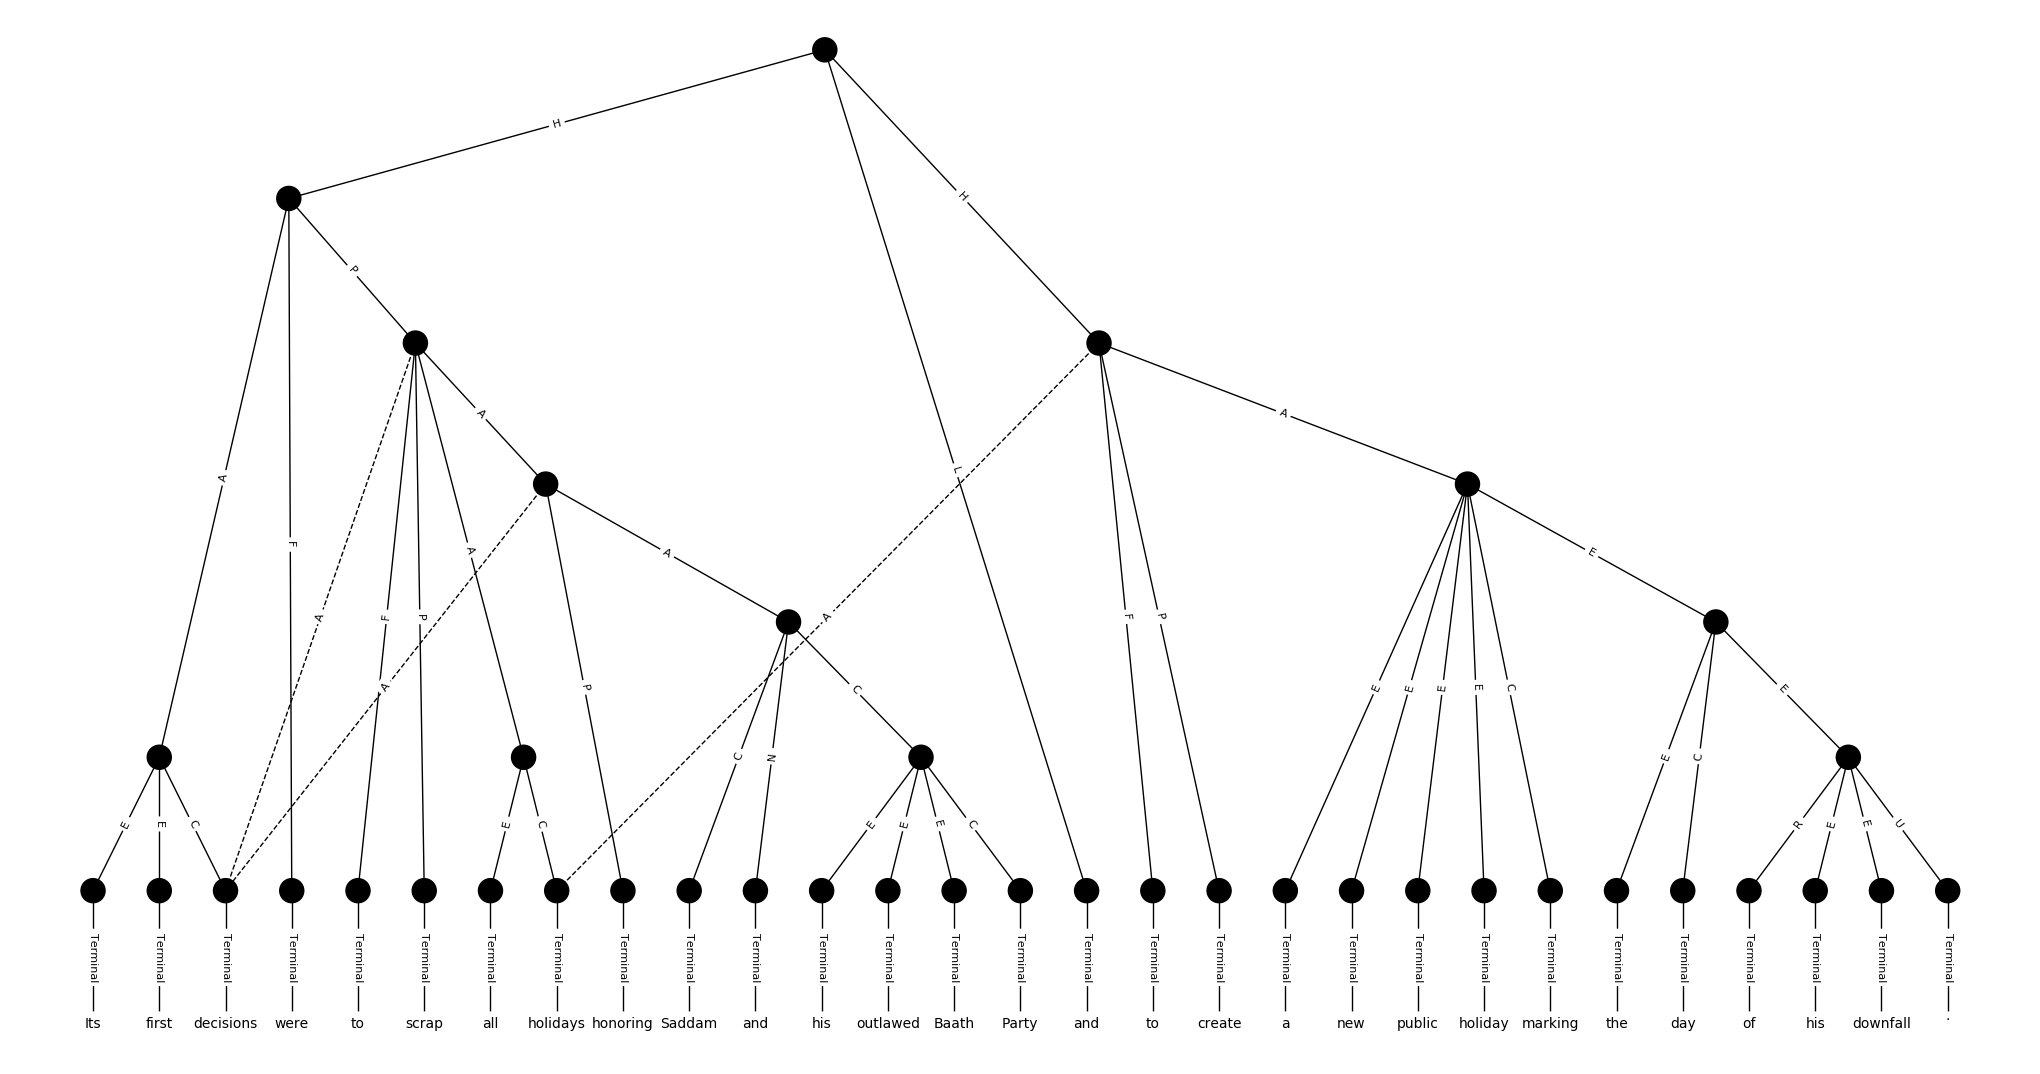 H
H
P
A
A
A
L
A
F
A
A
E
A
F
P
A
F
P
A
P
C
E
E
E
E
C
E
C
N
E
C
E
E
C
E
C
E
E
E
C
R
E
E
U
Terminal Terminal Terminal Terminal Terminal Terminal Terminal Terminal Terminal Terminal Terminal Terminal Terminal Terminal Terminal Terminal Terminal Terminal Terminal Terminal Terminal Terminal Terminal Terminal Terminal Terminal Terminal Terminal Terminal
Its first decisions were to scrap all holidays honoring Saddam and his outlawed Baath Party and to create a new public holiday marking the day of his downfall .